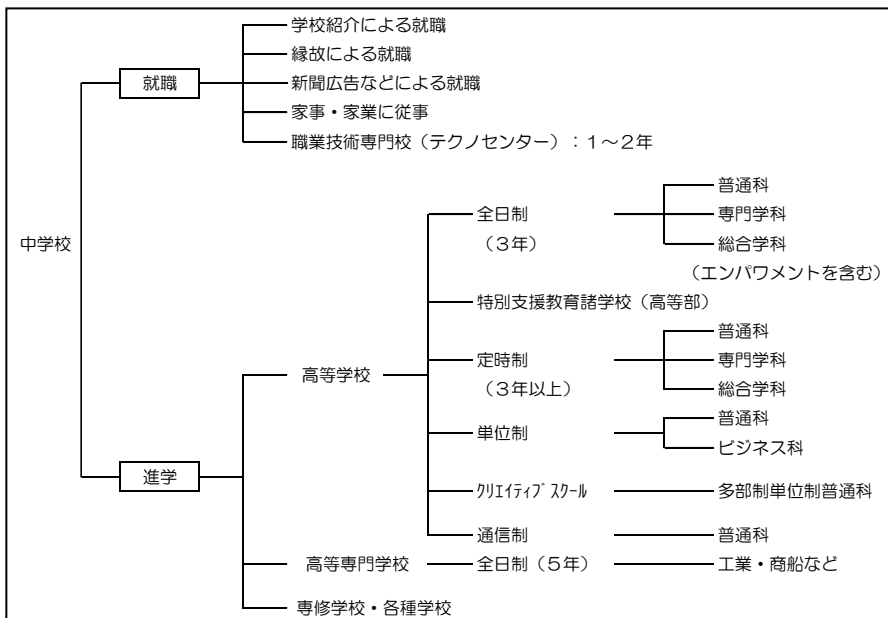 学校紹介による就職
縁故による就職
就職
新聞広告などによる就職
家事・家業に従事
職業技術専門校（テクノセンター）：１～２年
中学校
普通科
全日制
専門学科
（３年）
総合学科
（エンパワメントを含む）
特別支援教育諸学校（高等部）
普通科
高等学校
定時制
専門学科
（３年以上）
総合学科
普通科
単位制
ビジネス科
進学
ｸﾘｴｲﾃｨﾌﾞｽｸｰﾙ
多部制単位制普通科
通信制
普通科
高等専門学校
全日制（５年）
工業・商船など
専修学校・各種学校